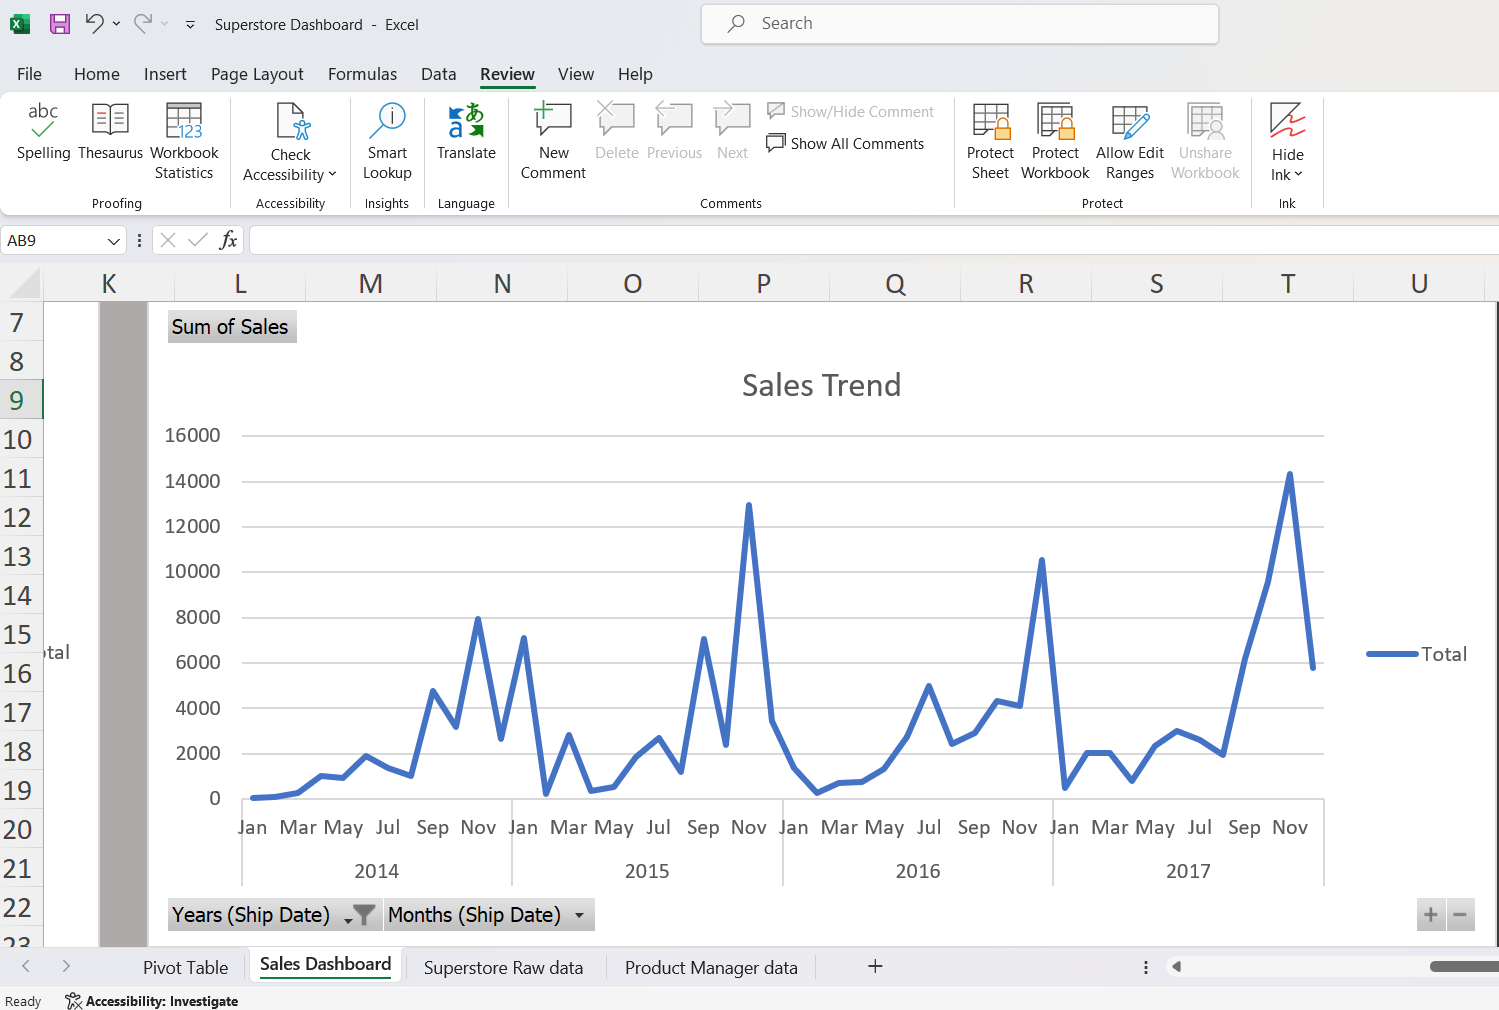 Superstore Dashboard - Excel
Search
File Home Insert Page Layout Formulas Data Review View Help
abc
123
Spelling Thesaurus Workbook Statistics
Check Accessibility
Smart Lookup
Translate
New Comment
Delete Previous Next
Show/Hide Comment
Show All Comments
Protect Sheet
Protect Workbook
Allow Edit Ranges
Unshare Workbook
Hide Ink
Proofing Accessibility Insights Language Comments Protect Ink
AB9 fx
K L M N O P Q R S T U
7
8
9
10
11
12
13
14
15
16
17
18
19
20
21
22
23
tal
Sum of Sales
Sales Trend
16000
14000
12000
10000
8000
6000
4000
2000
0
Jan Mar May Jul Sep Nov Jan Mar May Jul Sep Nov Jan Mar May Jul Sep Nov Jan Mar May Jul Sep Nov
2014 2015 2016 2017
Total
Years (Ship Date) Months (Ship Date)
Pivot Table Sales Dashboard Superstore Raw data Product Manager data
Ready Accessibility: Investigate